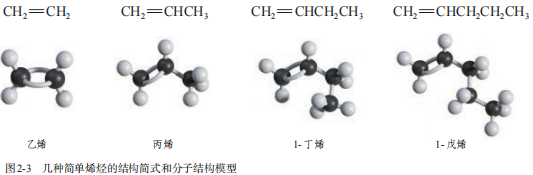 CH₂=CH₂ CH₂=CHCH₃ CH₂=CHCH₂CH₃ CH₂=CHCH₂CH₂CH₃
乙烯 丙烯 1-丁烯 1-戊烯
图2-3 几种简单烯烃的结构简式和分子结构模型